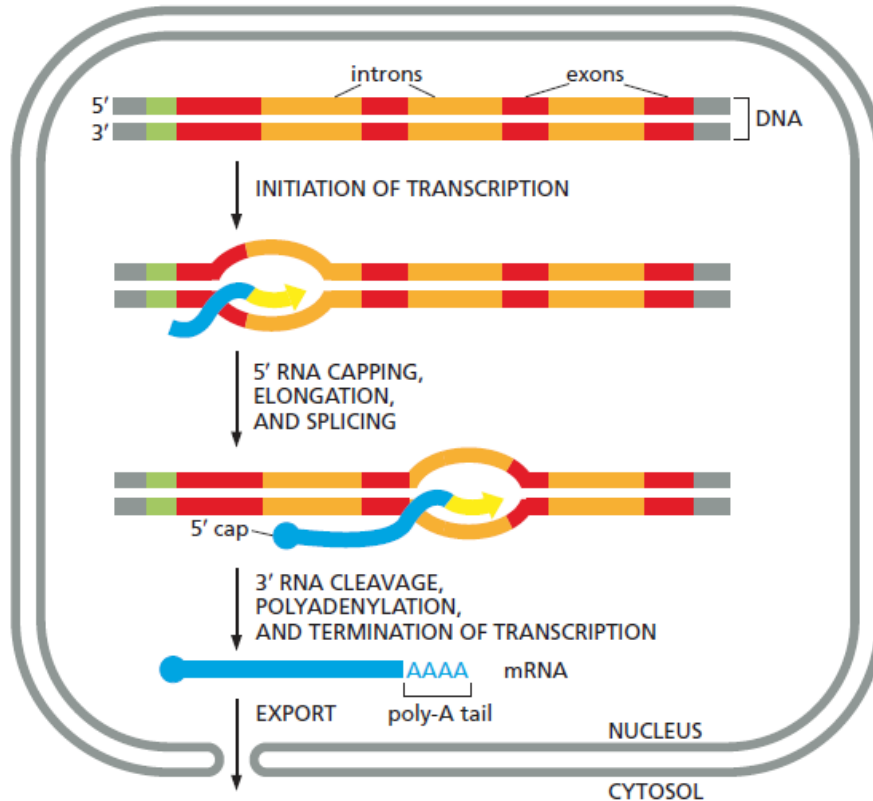 introns
exons
5′
3′
DNA
INITIATION OF TRANSCRIPTION
5′ RNA CAPPING,
ELONGATION,
AND SPLICING
5′ cap
3′ RNA CLEAVAGE,
POLYADENYLATION,
AND TERMINATION OF TRANSCRIPTION
AAAA
mRNA
EXPORT
poly-A tail
NUCLEUS
CYTOSOL